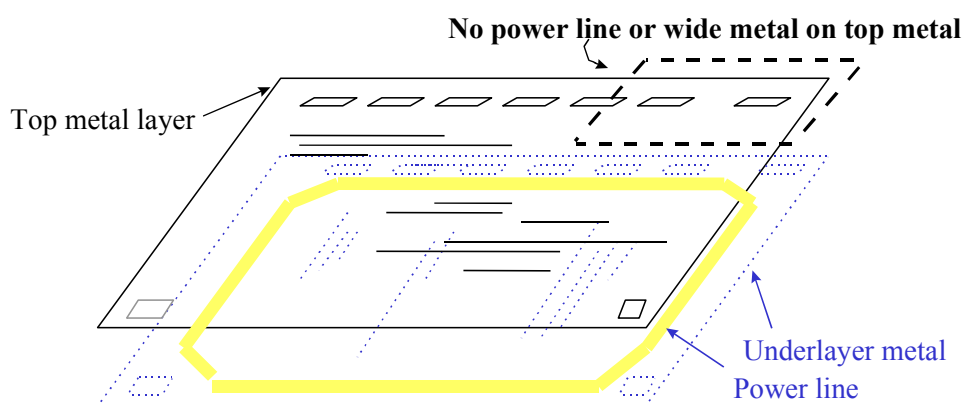 No power line or wide metal on top metal
Top metal layer
Underlayer metal
Power line